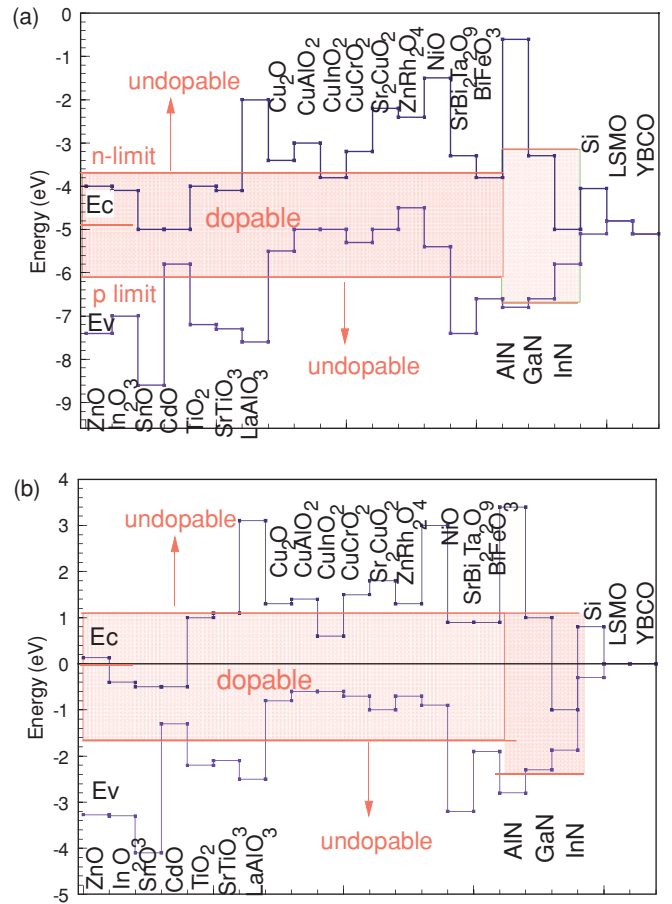 (a)
0
-1
-2
-3
-4
-5
-6
-7
-8
-9
Energy (eV)
undopable
n-limit
Ec
dopable
p limit
Ev
undopable
ZnO
In2O3
SnO
CdO
TiO2
SrTiO3
LaAlO3
Cu2O
CuAlO2
CuInO2
CuCrO2
Sr2CuO2
ZnRh2O4
NiO
SrBi2Ta2O9
BiFeO3
AlN
GaN
InN
Si
LSMO
YBCO
(b)
4
3
2
1
0
-1
-2
-3
-4
-5
Energy (eV)
undopable
Ec
dopable
Ev
undopable
ZnO
In2O3
SnO
CdO
TiO2
SrTiO3
LaAlO3
Cu2O
CuAlO2
CuInO2
CuCrO2
Sr2CuO2
ZnRh2O4
NiO
SrBi2Ta2O9
BiFeO3
AlN
GaN
InN
Si
LSMO
YBCO